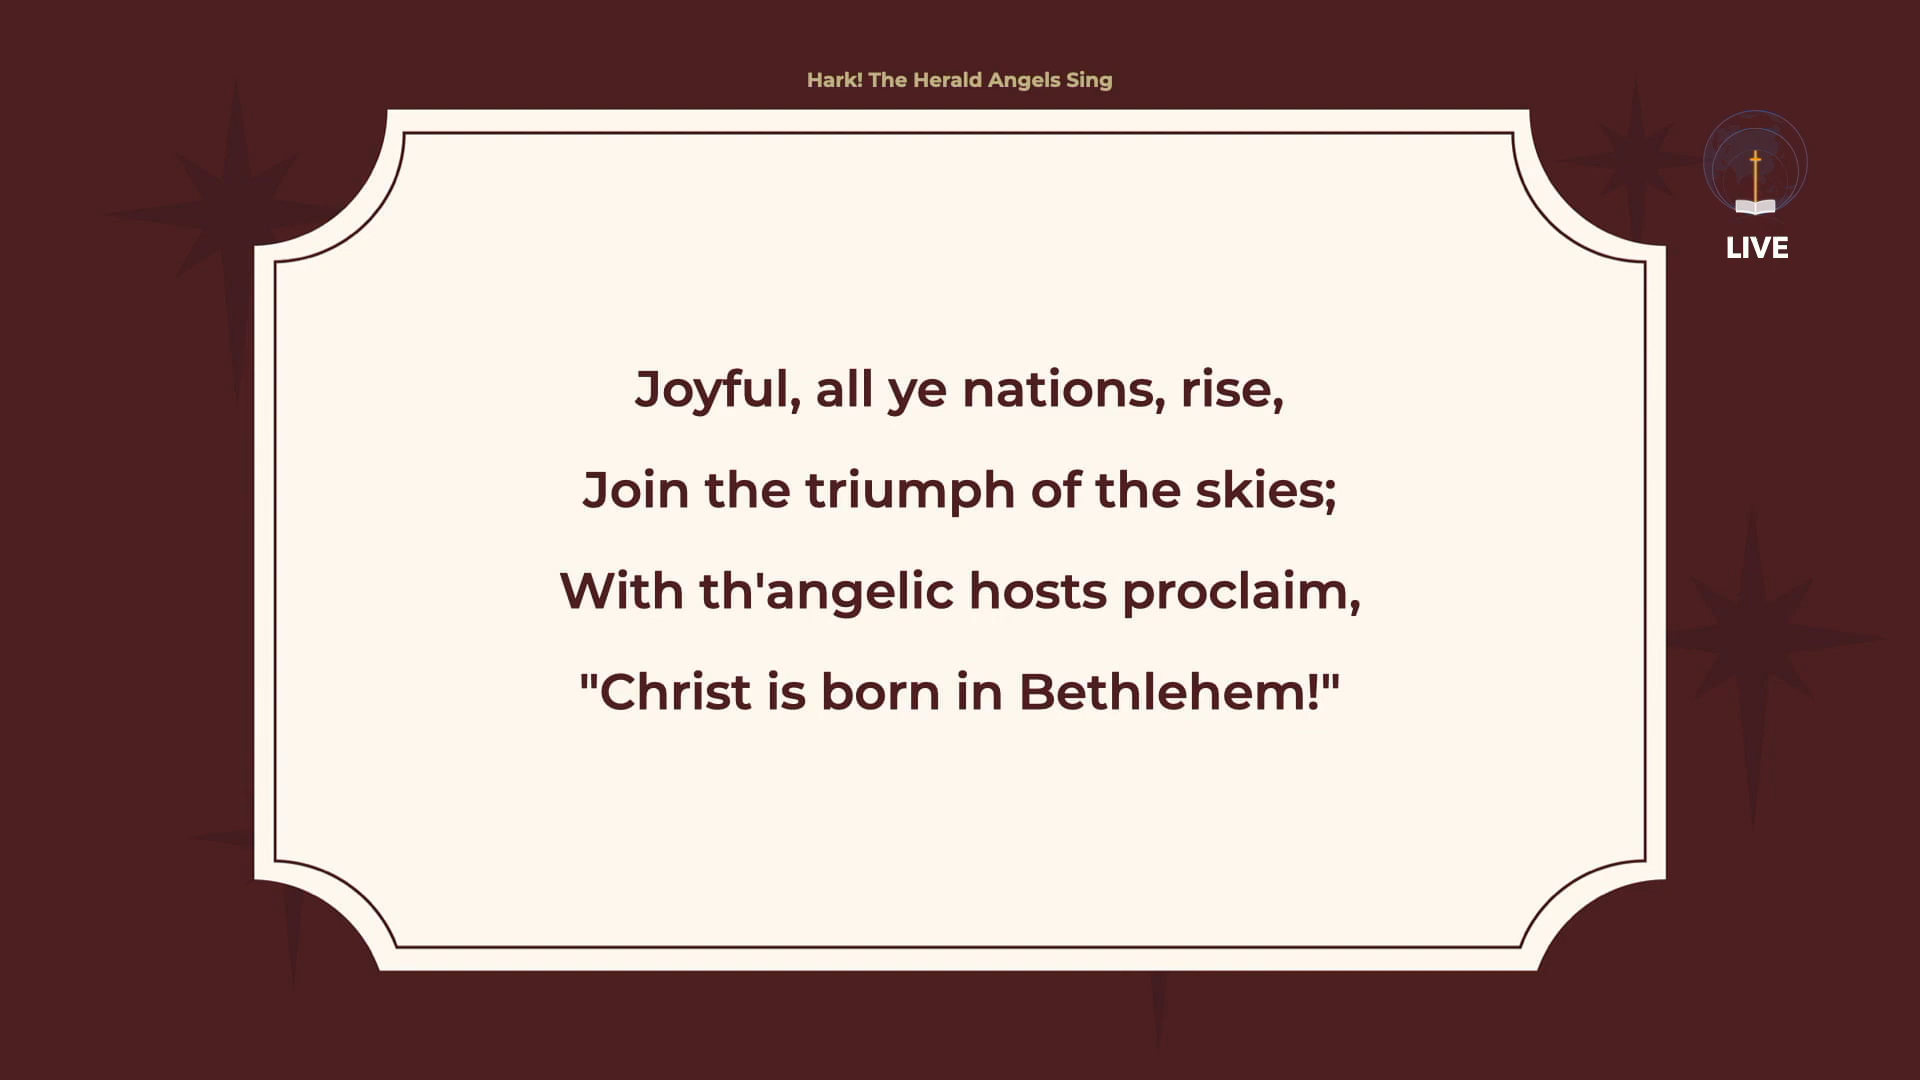 Hark! The Herald Angels Sing
LIVE
Joyful, all ye nations, rise,
Join the triumph of the skies;
With th'angelic hosts proclaim,
"Christ is born in Bethlehem!"